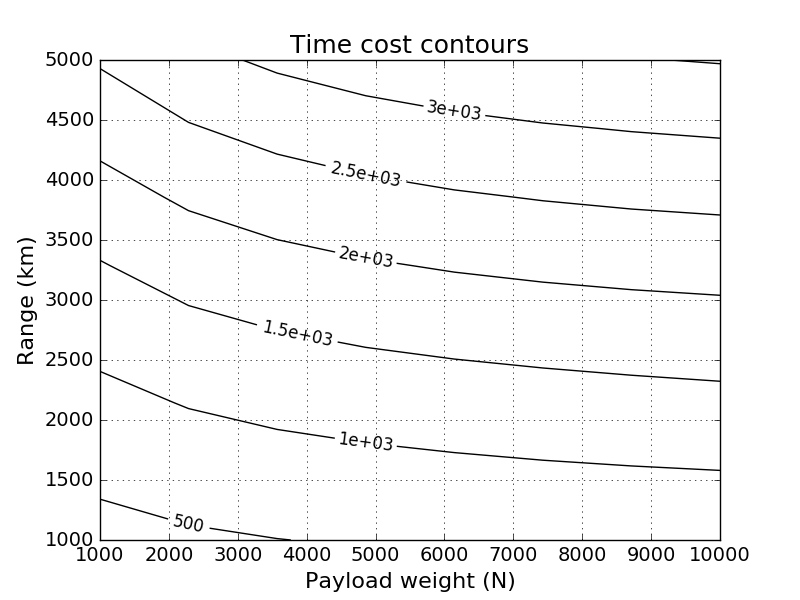 Time cost contours
5000
4500
4000
3500
3000
2500
2000
1500
1000
Range (km)
3e+03
2.5e+03
2e+03
1.5e+03
1e+03
500
1000 2000 3000 4000 5000 6000 7000 8000 9000 10000
Payload weight (N)